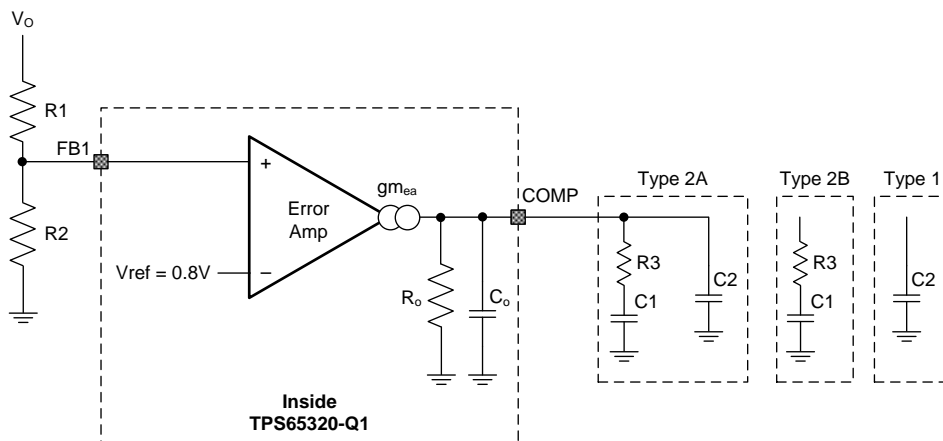 V₀
R1
FB1
R2
+
−
Error
Amp
Vref = 0.8V
gm_ea
R_o
C_o
COMP
Inside
TPS65320-Q1
Type 2A
R3
C1
C2
Type 2B
R3
C1
Type 1
C2